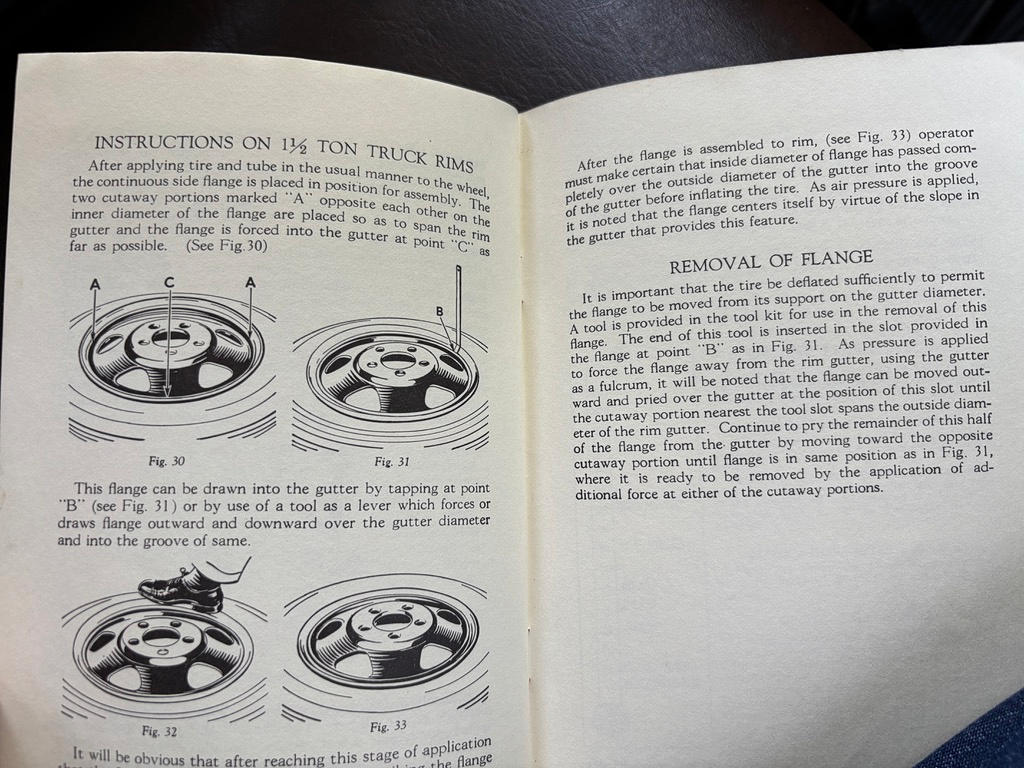 INSTRUCTIONS ON 1½ TON TRUCK RIMS
After applying tire and tube in the usual manner to the wheel,
the continuous side flange is placed in position for assembly. The
two cutaway portions marked "A" opposite each other on the
inner diameter of the flange are placed so as to span the rim
gutter and the flange is forced into the gutter at point "C" as
far as possible. (See Fig.30)
A C A
B
Fig. 30
Fig. 31
This flange can be drawn into the gutter by tapping at point
"B" (see Fig. 31) or by use of a tool as a lever which forces or
draws flange outward and downward over the gutter diameter
and into the groove of same.
Fig. 32
Fig. 33
It will be obvious that after reaching this stage of application
the flange
After the flange is assembled to rim, (see Fig. 33) operator
must make certain that inside diameter of flange has passed com-
pletely over the outside diameter of the gutter into the groove
of the gutter before inflating the tire. As air pressure is applied,
it is noted that the flange centers itself by virtue of the slope in
the gutter that provides this feature.
REMOVAL OF FLANGE
It is important that the tire be deflated sufficiently to permit
the flange to be moved from its support on the gutter diameter.
A tool is provided in the tool kit for use in the removal of this
flange. The end of this tool is inserted in the slot provided in
the flange at point "B" as in Fig. 31. As pressure is applied
to force the flange away from the rim gutter, using the gutter
as a fulcrum, it will be noted that the flange can be moved out-
ward and pried over the gutter at the position of this slot until
the cutaway portion nearest the tool slot spans the outside diam-
eter of the rim gutter. Continue to pry the remainder of this half
of the flange from the gutter by moving toward the opposite
cutaway portion until flange is in same position as in Fig. 31,
where it is ready to be removed by the application of ad-
ditional force at either of the cutaway portions.